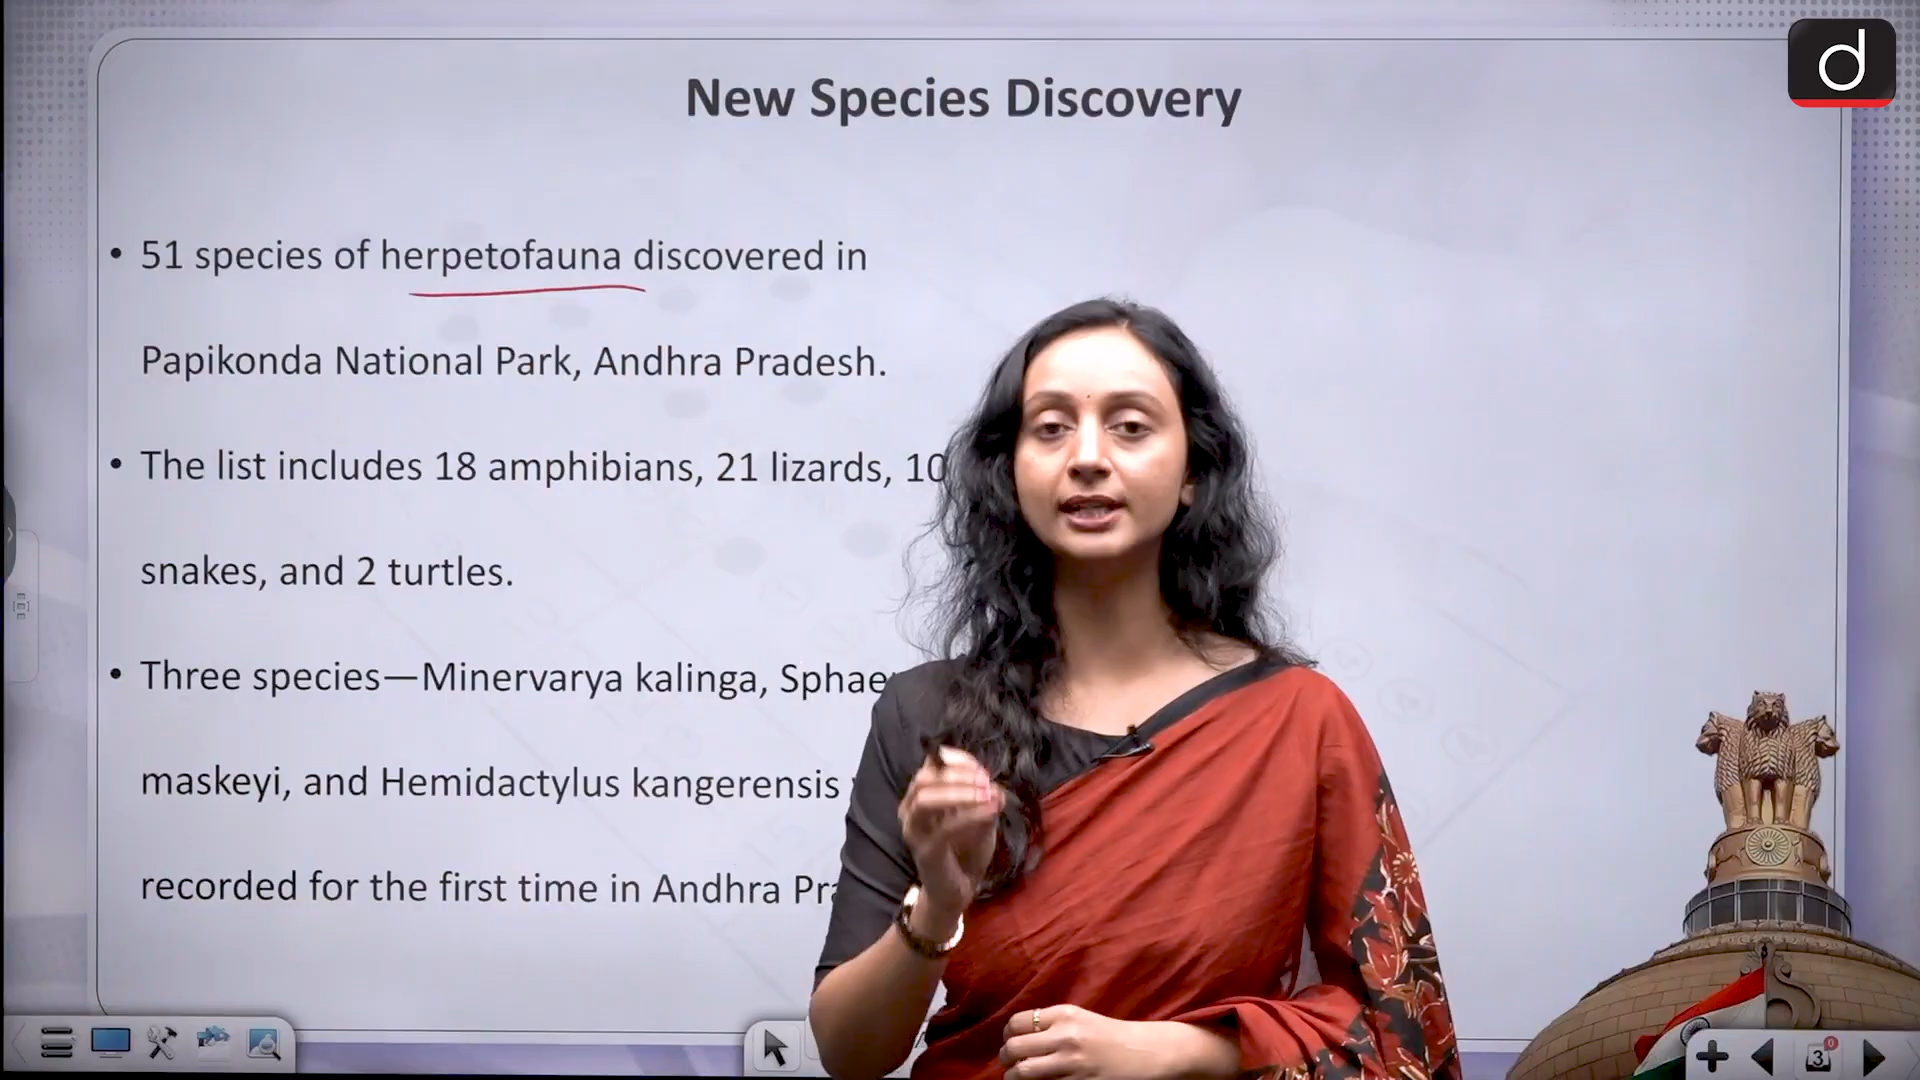 d
New Species Discovery
• 51 species of herpetofauna discovered in
Papikonda National Park, Andhra Pradesh.
• The list includes 18 amphibians, 21 lizards, 10
snakes, and 2 turtles.
• Three species—Minervarya kalinga,
maskeyi, and Hemidactylus kangerensis
recorded for the first time in Andhra
3
0